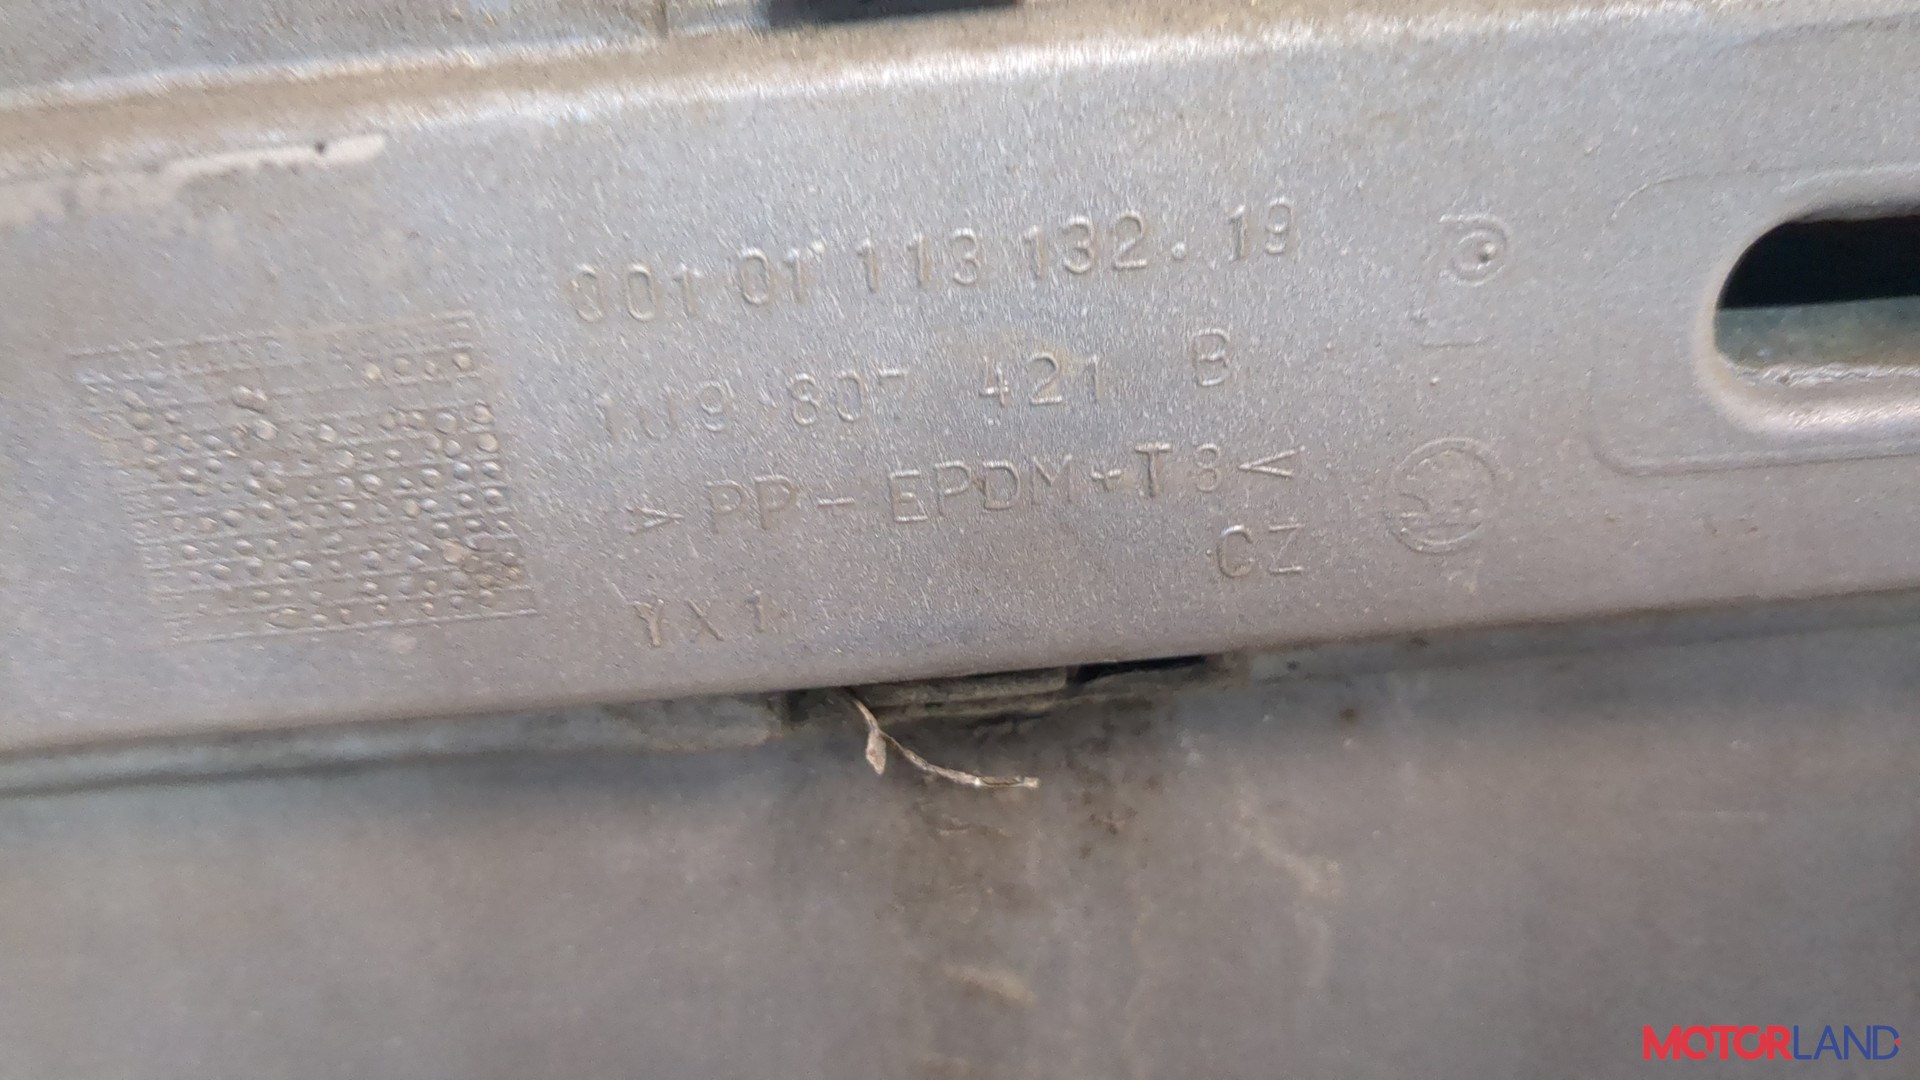 001 01 113 132. 19
1U9 807 421 B
>PP-EPDM+T8<
CZ
YX1
MOTORLAND